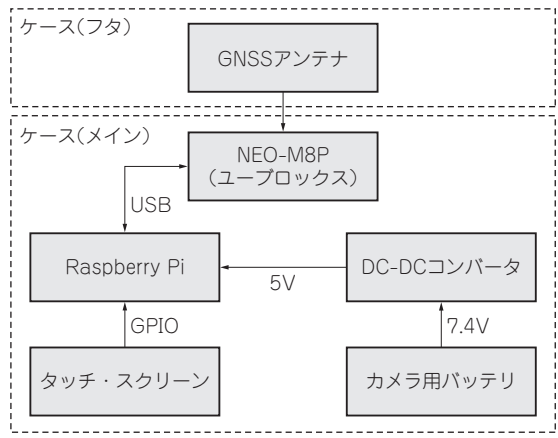 ケース(フタ)
GNSSアンテナ
ケース(メイン)
NEO-M8P
(ユーブロックス)
USB
Raspberry Pi
5V
DC-DCコンバータ
GPIO
7.4V
タッチ・スクリーン
カメラ用バッテリ